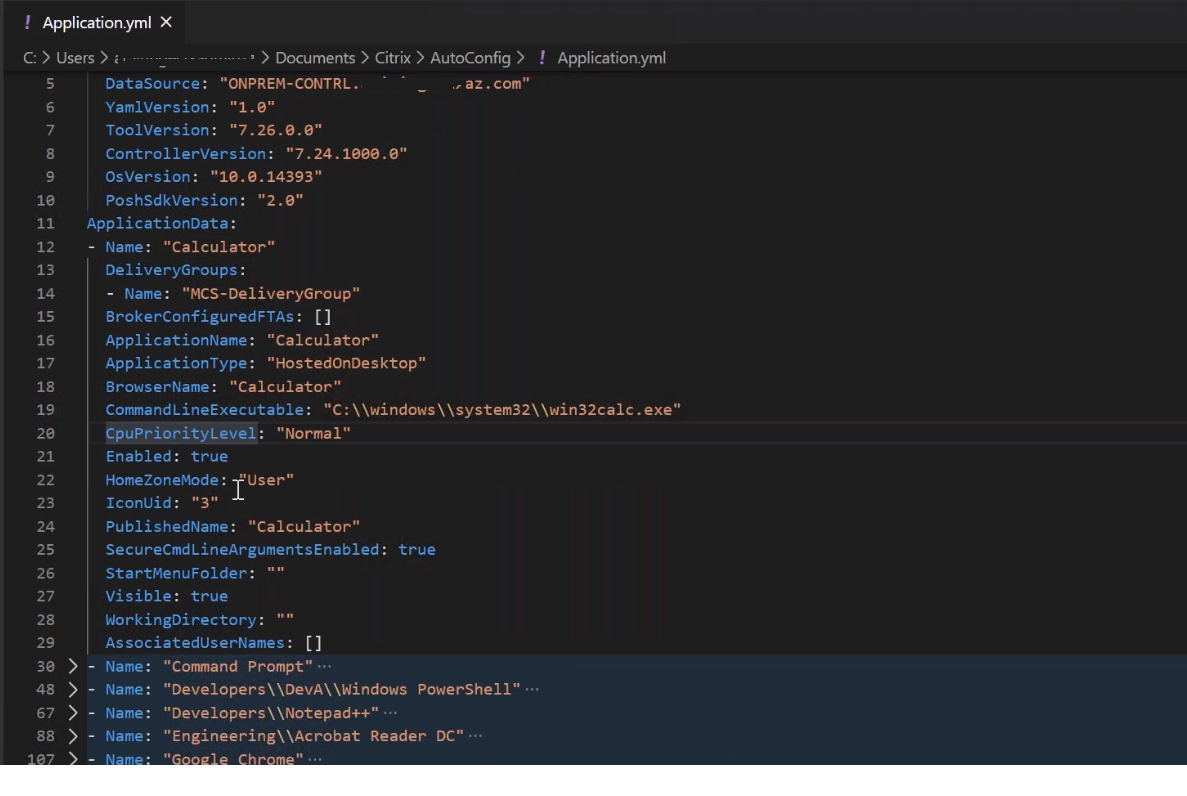 ! Application.yml ×
C: > Users > > Documents > Citrix > AutoConfig > ! Application.yml
5 DataSource: "ONPREM-CONTRL. az.com"
6 YamlVersion: "1.0"
7 ToolVersion: "7.26.0.0"
8 ControllerVersion: "7.24.1000.0"
9 OsVersion: "10.0.14393"
10 PoshSdkVersion: "2.0"
11 ApplicationData:
12 - Name: "Calculator"
13 DeliveryGroups:
14 - Name: "MCS-DeliveryGroup"
15 BrokerConfiguredFTAs: []
16 ApplicationName: "Calculator"
17 ApplicationType: "HostedOnDesktop"
18 BrowserName: "Calculator"
19 CommandLineExecutable: "C:\\windows\\system32\\win32calc.exe"
20 CpuPriorityLevel: "Normal"
21 Enabled: true
22 HomeZoneMode: "User"
23 IconUid: "3"
24 PublishedName: "Calculator"
25 SecureCmdLineArgumentsEnabled: true
26 StartMenuFolder: ""
27 Visible: true
28 WorkingDirectory: ""
29 AssociatedUserNames: []
30 > - Name: "Command Prompt" ···
48 > - Name: "Developers\\DevA\\Windows PowerShell" ···
67 > - Name: "Developers\\Notepad++" ···
88 > - Name: "Engineering\\Acrobat Reader DC" ···
107 > - Name: "Google Chrome" ···